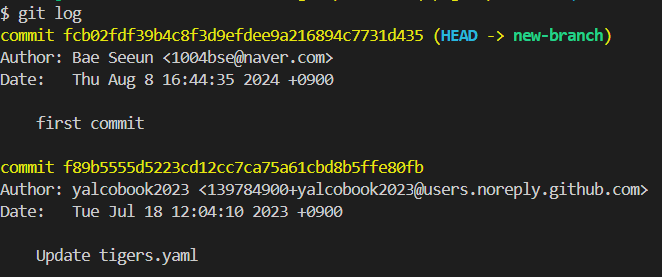 $ git log
commit fcb02fdf39b4c8f3d9efdee9a216894c7731d435 (HEAD -> new-branch)
Author: Bae Seeun <1004bse@naver.com>
Date:   Thu Aug 8 16:44:35 2024 +0900
    first commit
commit f89b5555d5223cd12cc7ca75a61cbd8b5ffe80fb
Author: yalcobook2023 <139784900+yalcobook2023@users.noreply.github.com>
Date:   Tue Jul 18 12:04:10 2023 +0900
    Update tigers.yaml